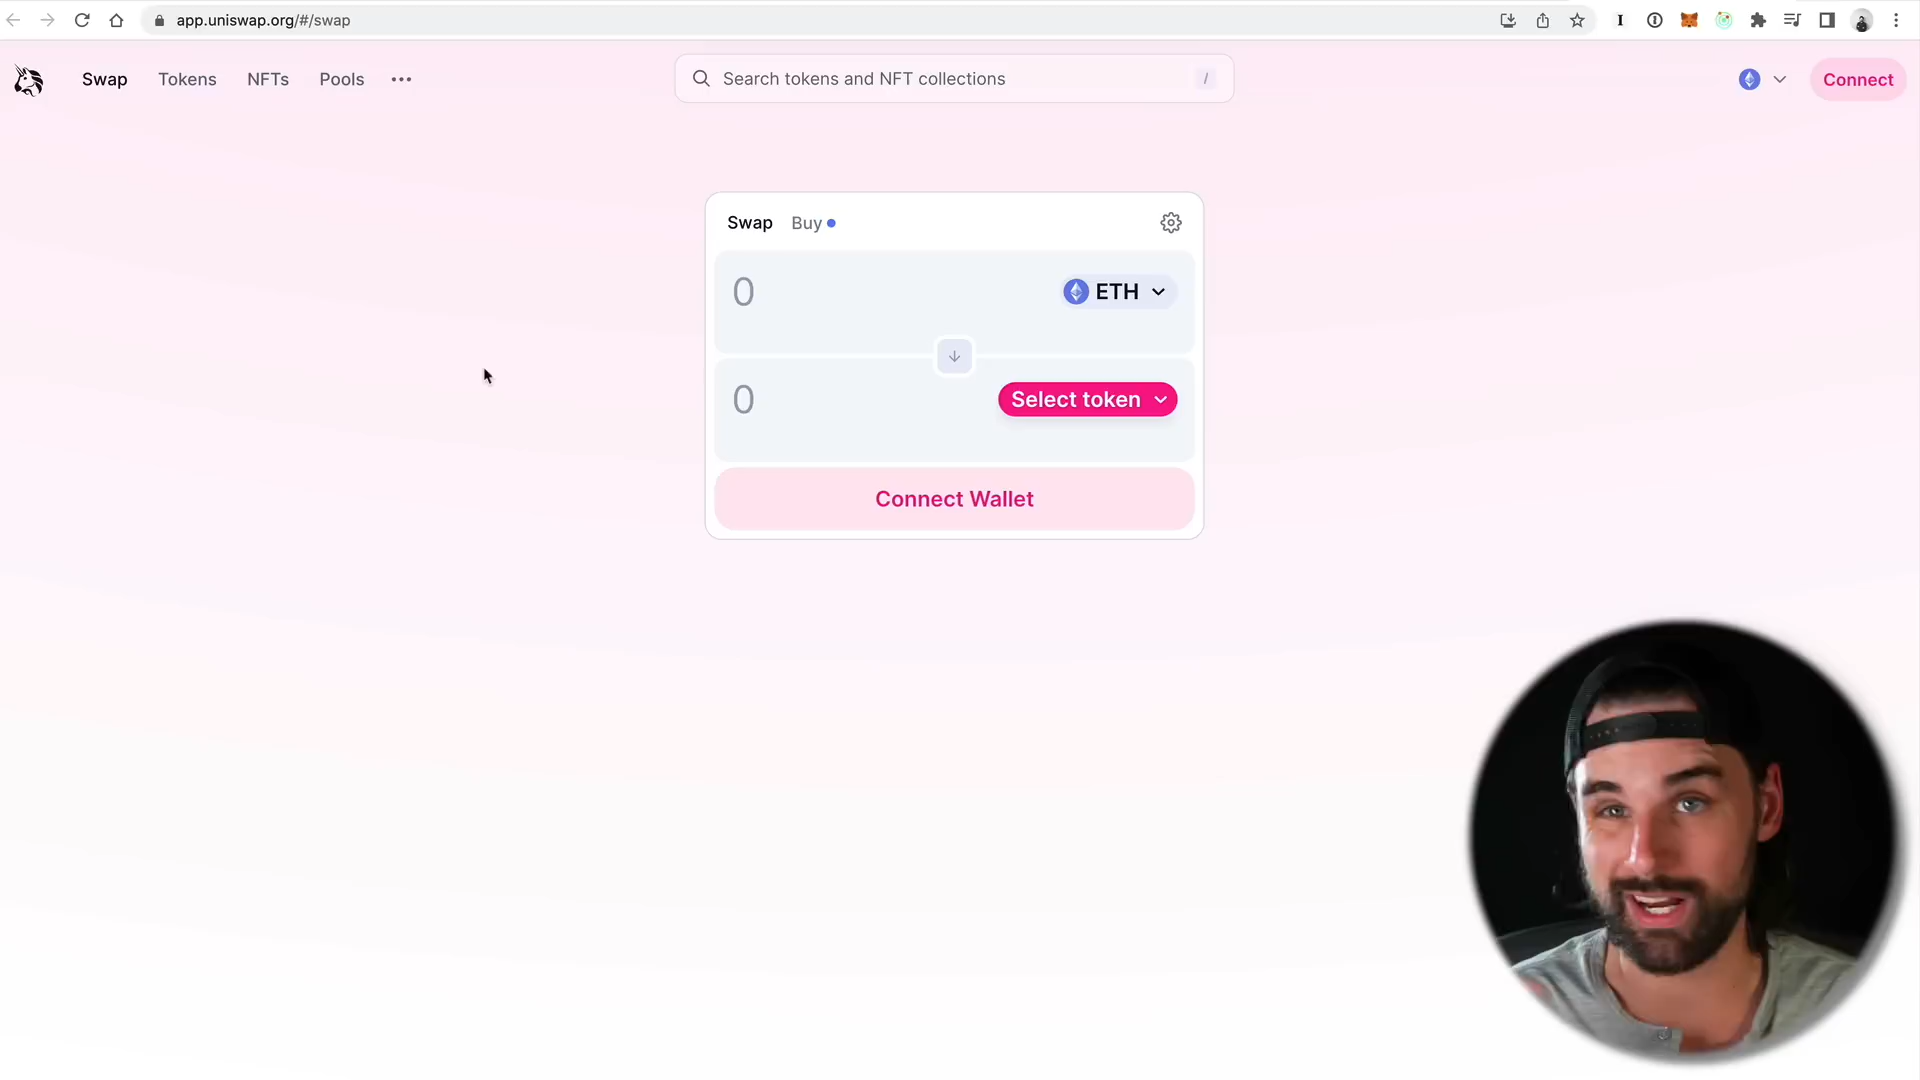 app.uniswap.org/#/swap
Swap Tokens NFTs Pools
Search tokens and NFT collections /
Connect
Swap Buy
0 ETH
0 Select token
Connect Wallet